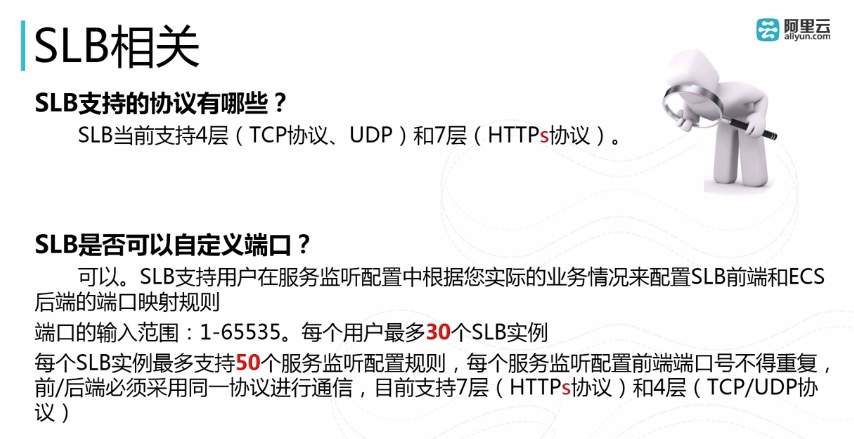 SLB相关
阿里云
aliyun.com
SLB支持的协议有哪些？
SLB当前支持4层（TCP协议、UDP）和7层（HTTPs协议）。
SLB是否可以自定义端口？
可以。SLB支持用户在服务监听配置中根据您实际的业务情况来配置SLB前端和ECS
后端的端口映射规则
端口的输入范围：1-65535。每个用户最多30个SLB实例
每个SLB实例最多支持50个服务监听配置规则，每个服务监听配置前端端口号不得重复，
前/后端必须采用同一协议进行通信，目前支持7层（HTTPs协议）和4层（TCP/UDP协
议）